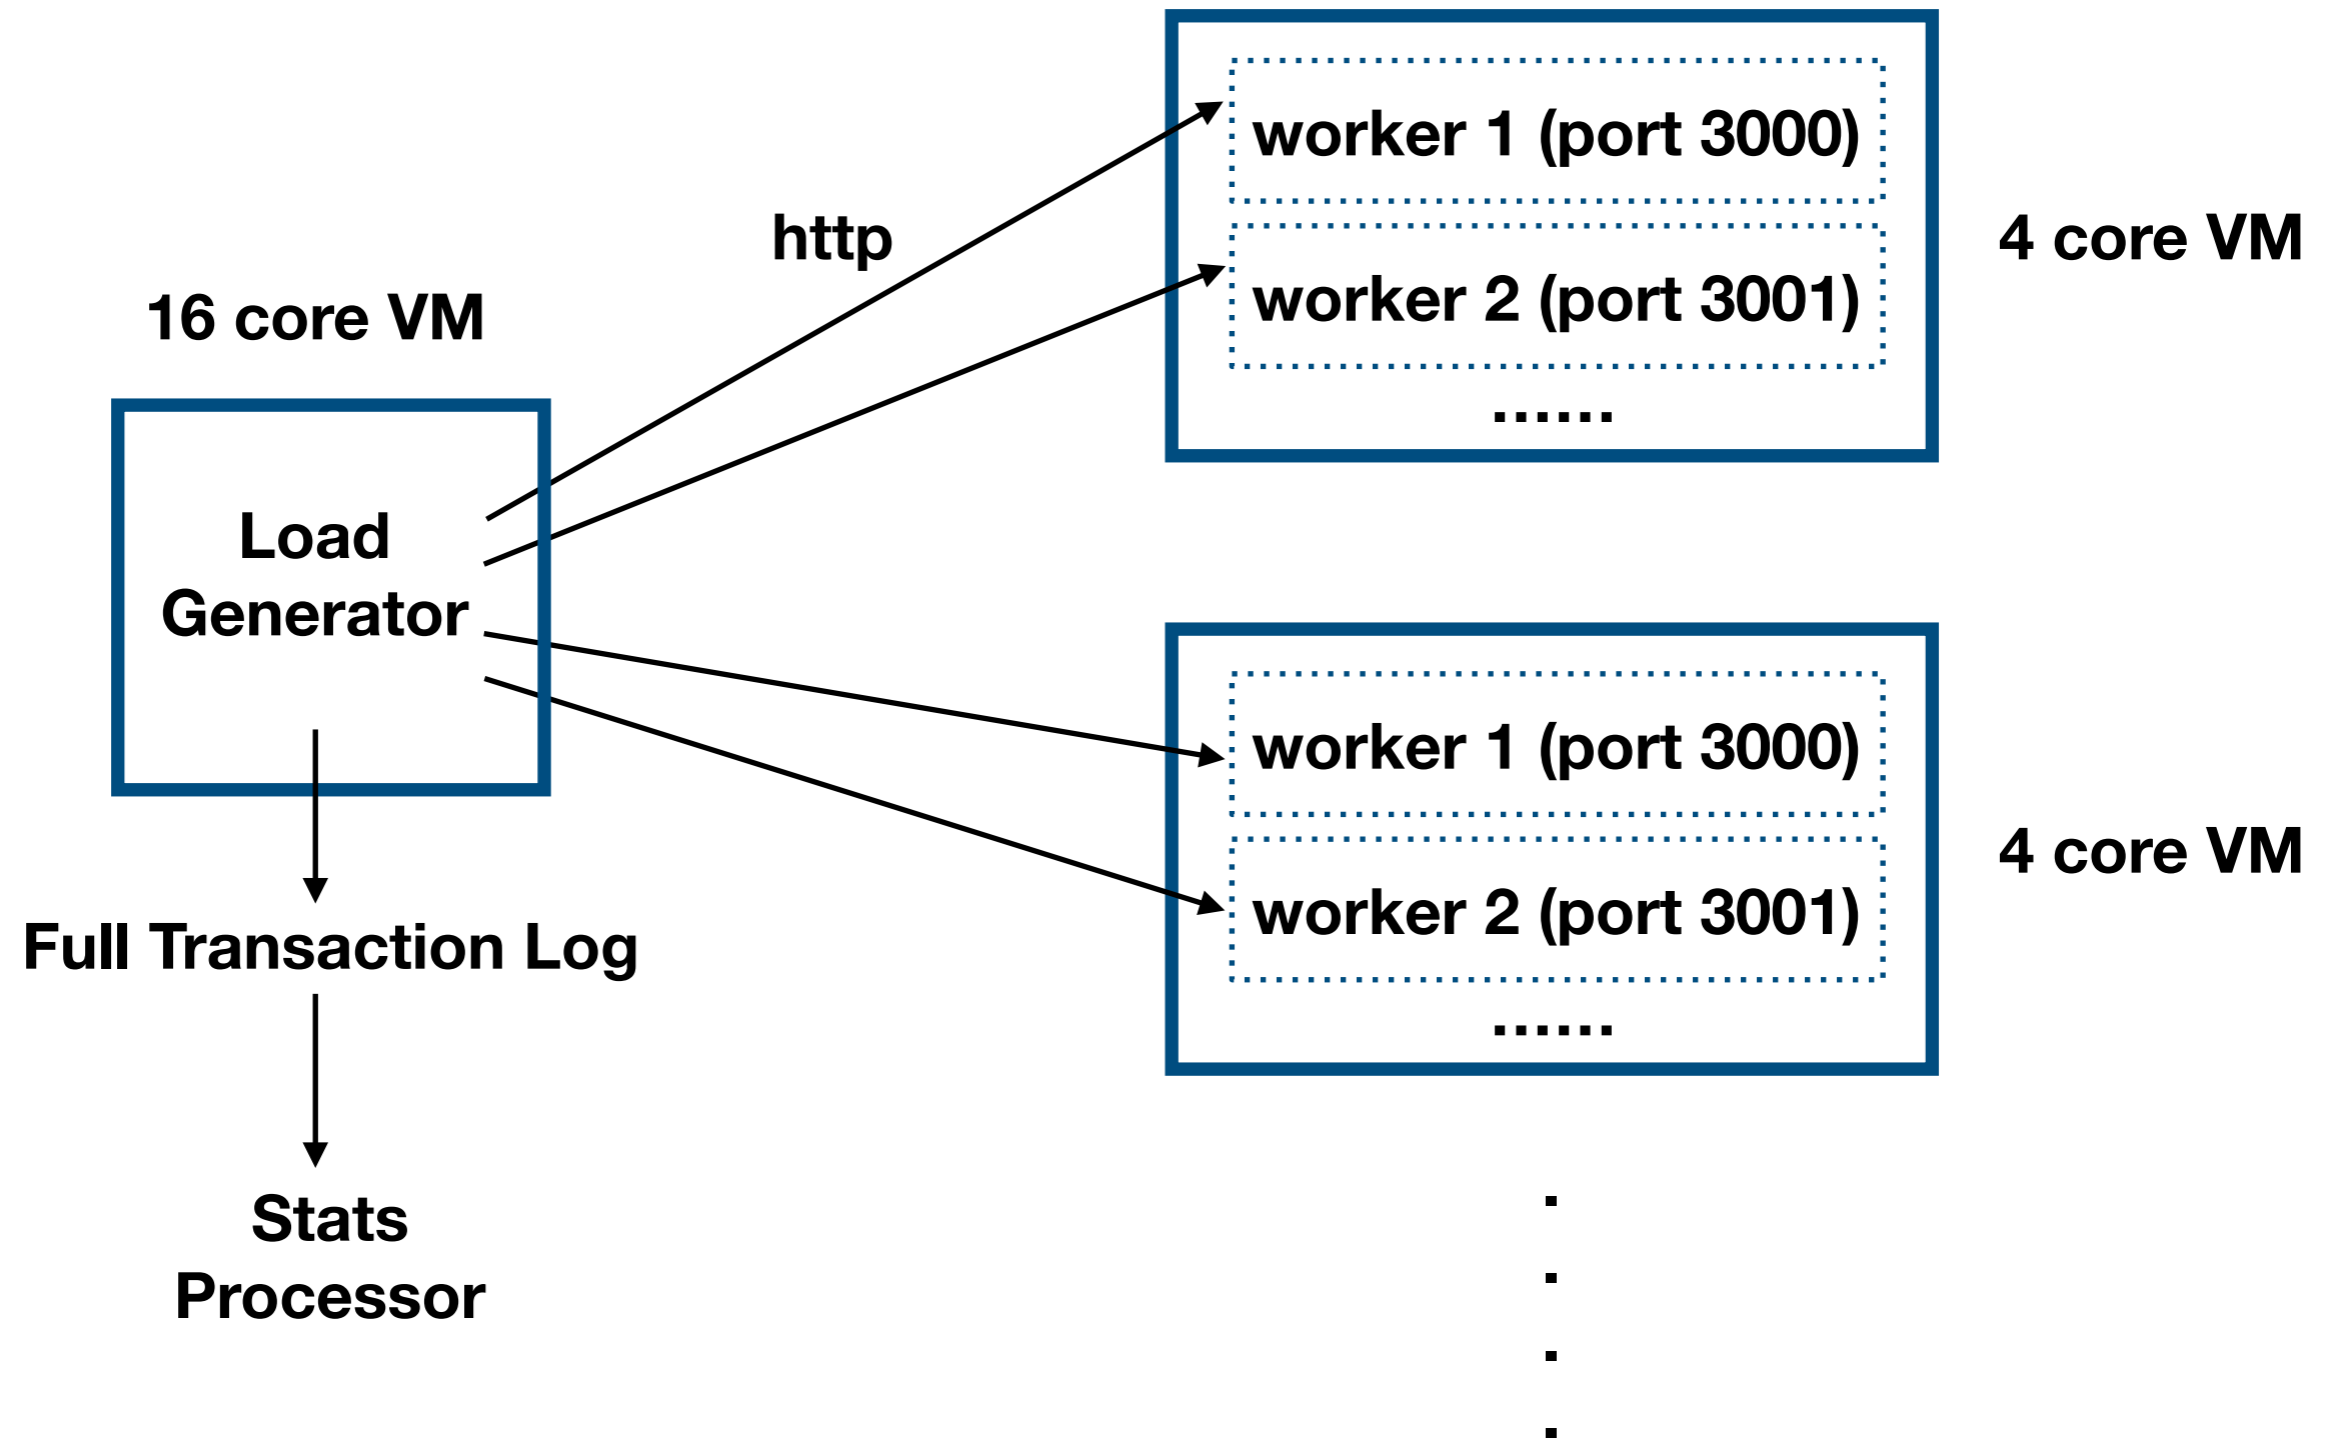 16 core VM
Load
Generator
Full Transaction Log
Stats
Processor
http
worker 1 (port 3000)
worker 2 (port 3001)
......
4 core VM
worker 1 (port 3000)
worker 2 (port 3001)
......
4 core VM
.
.
.
.